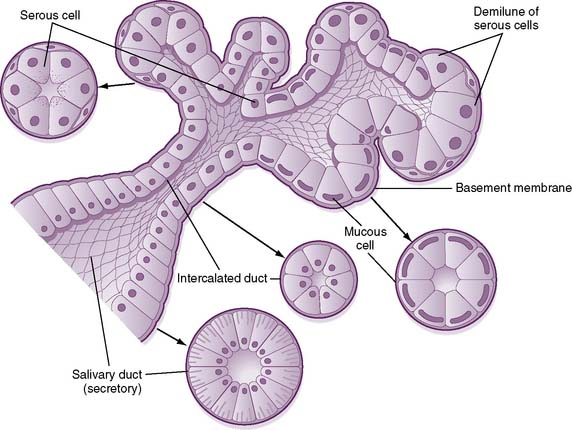 Serous cell
Demilune of
serous cells
Basement membrane
Mucous
cell
Intercalated duct
Salivary duct
(secretory)